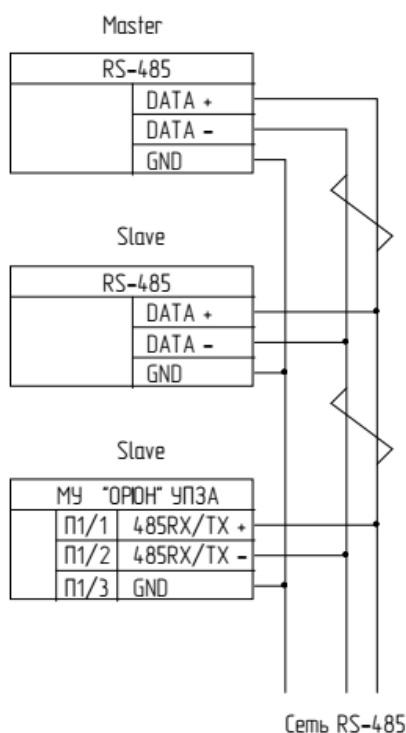 Master
RS-485
DATA +
DATA -
GND
Slave
RS-485
DATA +
DATA -
GND
Slave
МУ "ОРІОН" УПЗА
П1/1 485RX/TX +
П1/2 485RX/TX -
П1/3 GND
Сеть RS-485